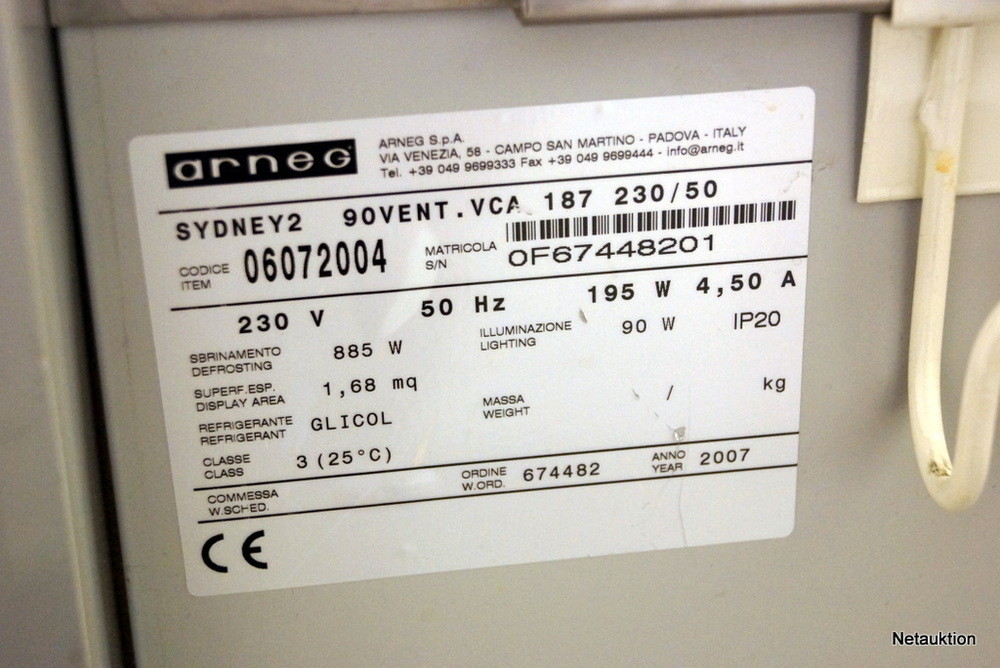 arneg
ARNEG S.p.A.
VIA VENEZIA, 58 - CAMPO SAN MARTINO - PADOVA - ITALY
Tel. +39 049 9699333 Fax +39 049 9699444 - info@arneg.it
SYDNEY2 90VENT.VCA 187 230/50
CODICE
ITEM
06072004
MATRICOLA
S/N
0F67448201
230 V 50 Hz 195 W 4,50 A
SBRINAMENTO
DEFROSTING
885 W
ILLUMINAZIONE
LIGHTING
90 W IP20
SUPERF.ESP.
DISPLAY AREA
1,68 mq
REFRIGERANTE
REFRIGERANT
GLICOL
MASSA
WEIGHT
/ kg
CLASSE
CLASS
3 (25°C)
COMMESSA
W.SCHED.
ORDINE
W.ORD.
674482
ANNO
YEAR
2007
CE
Netauktion